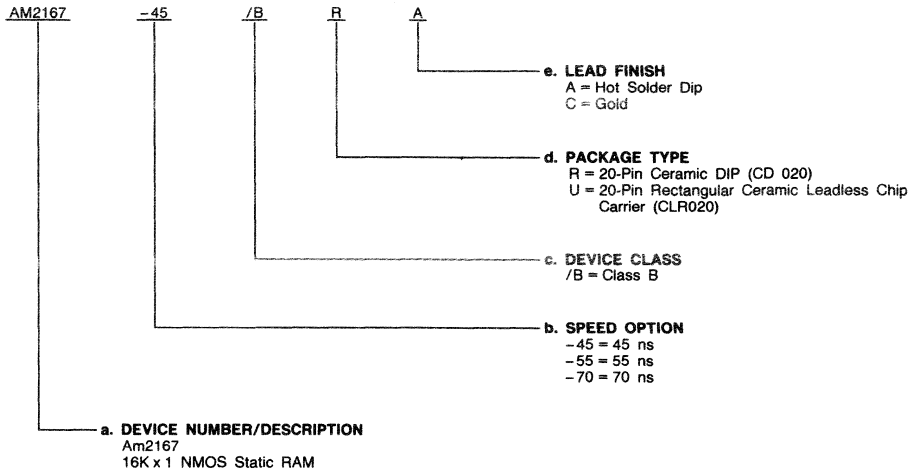 AM2167 -45 /B R A
e. LEAD FINISH
A = Hot Solder Dip
C = Gold
d. PACKAGE TYPE
R = 20-Pin Ceramic DIP (CD 020)
U = 20-Pin Rectangular Ceramic Leadless Chip
Carrier (CLR020)
c. DEVICE CLASS
/B = Class B
b. SPEED OPTION
-45 = 45 ns
-55 = 55 ns
-70 = 70 ns
a. DEVICE NUMBER/DESCRIPTION
Am2167
16K x 1 NMOS Static RAM